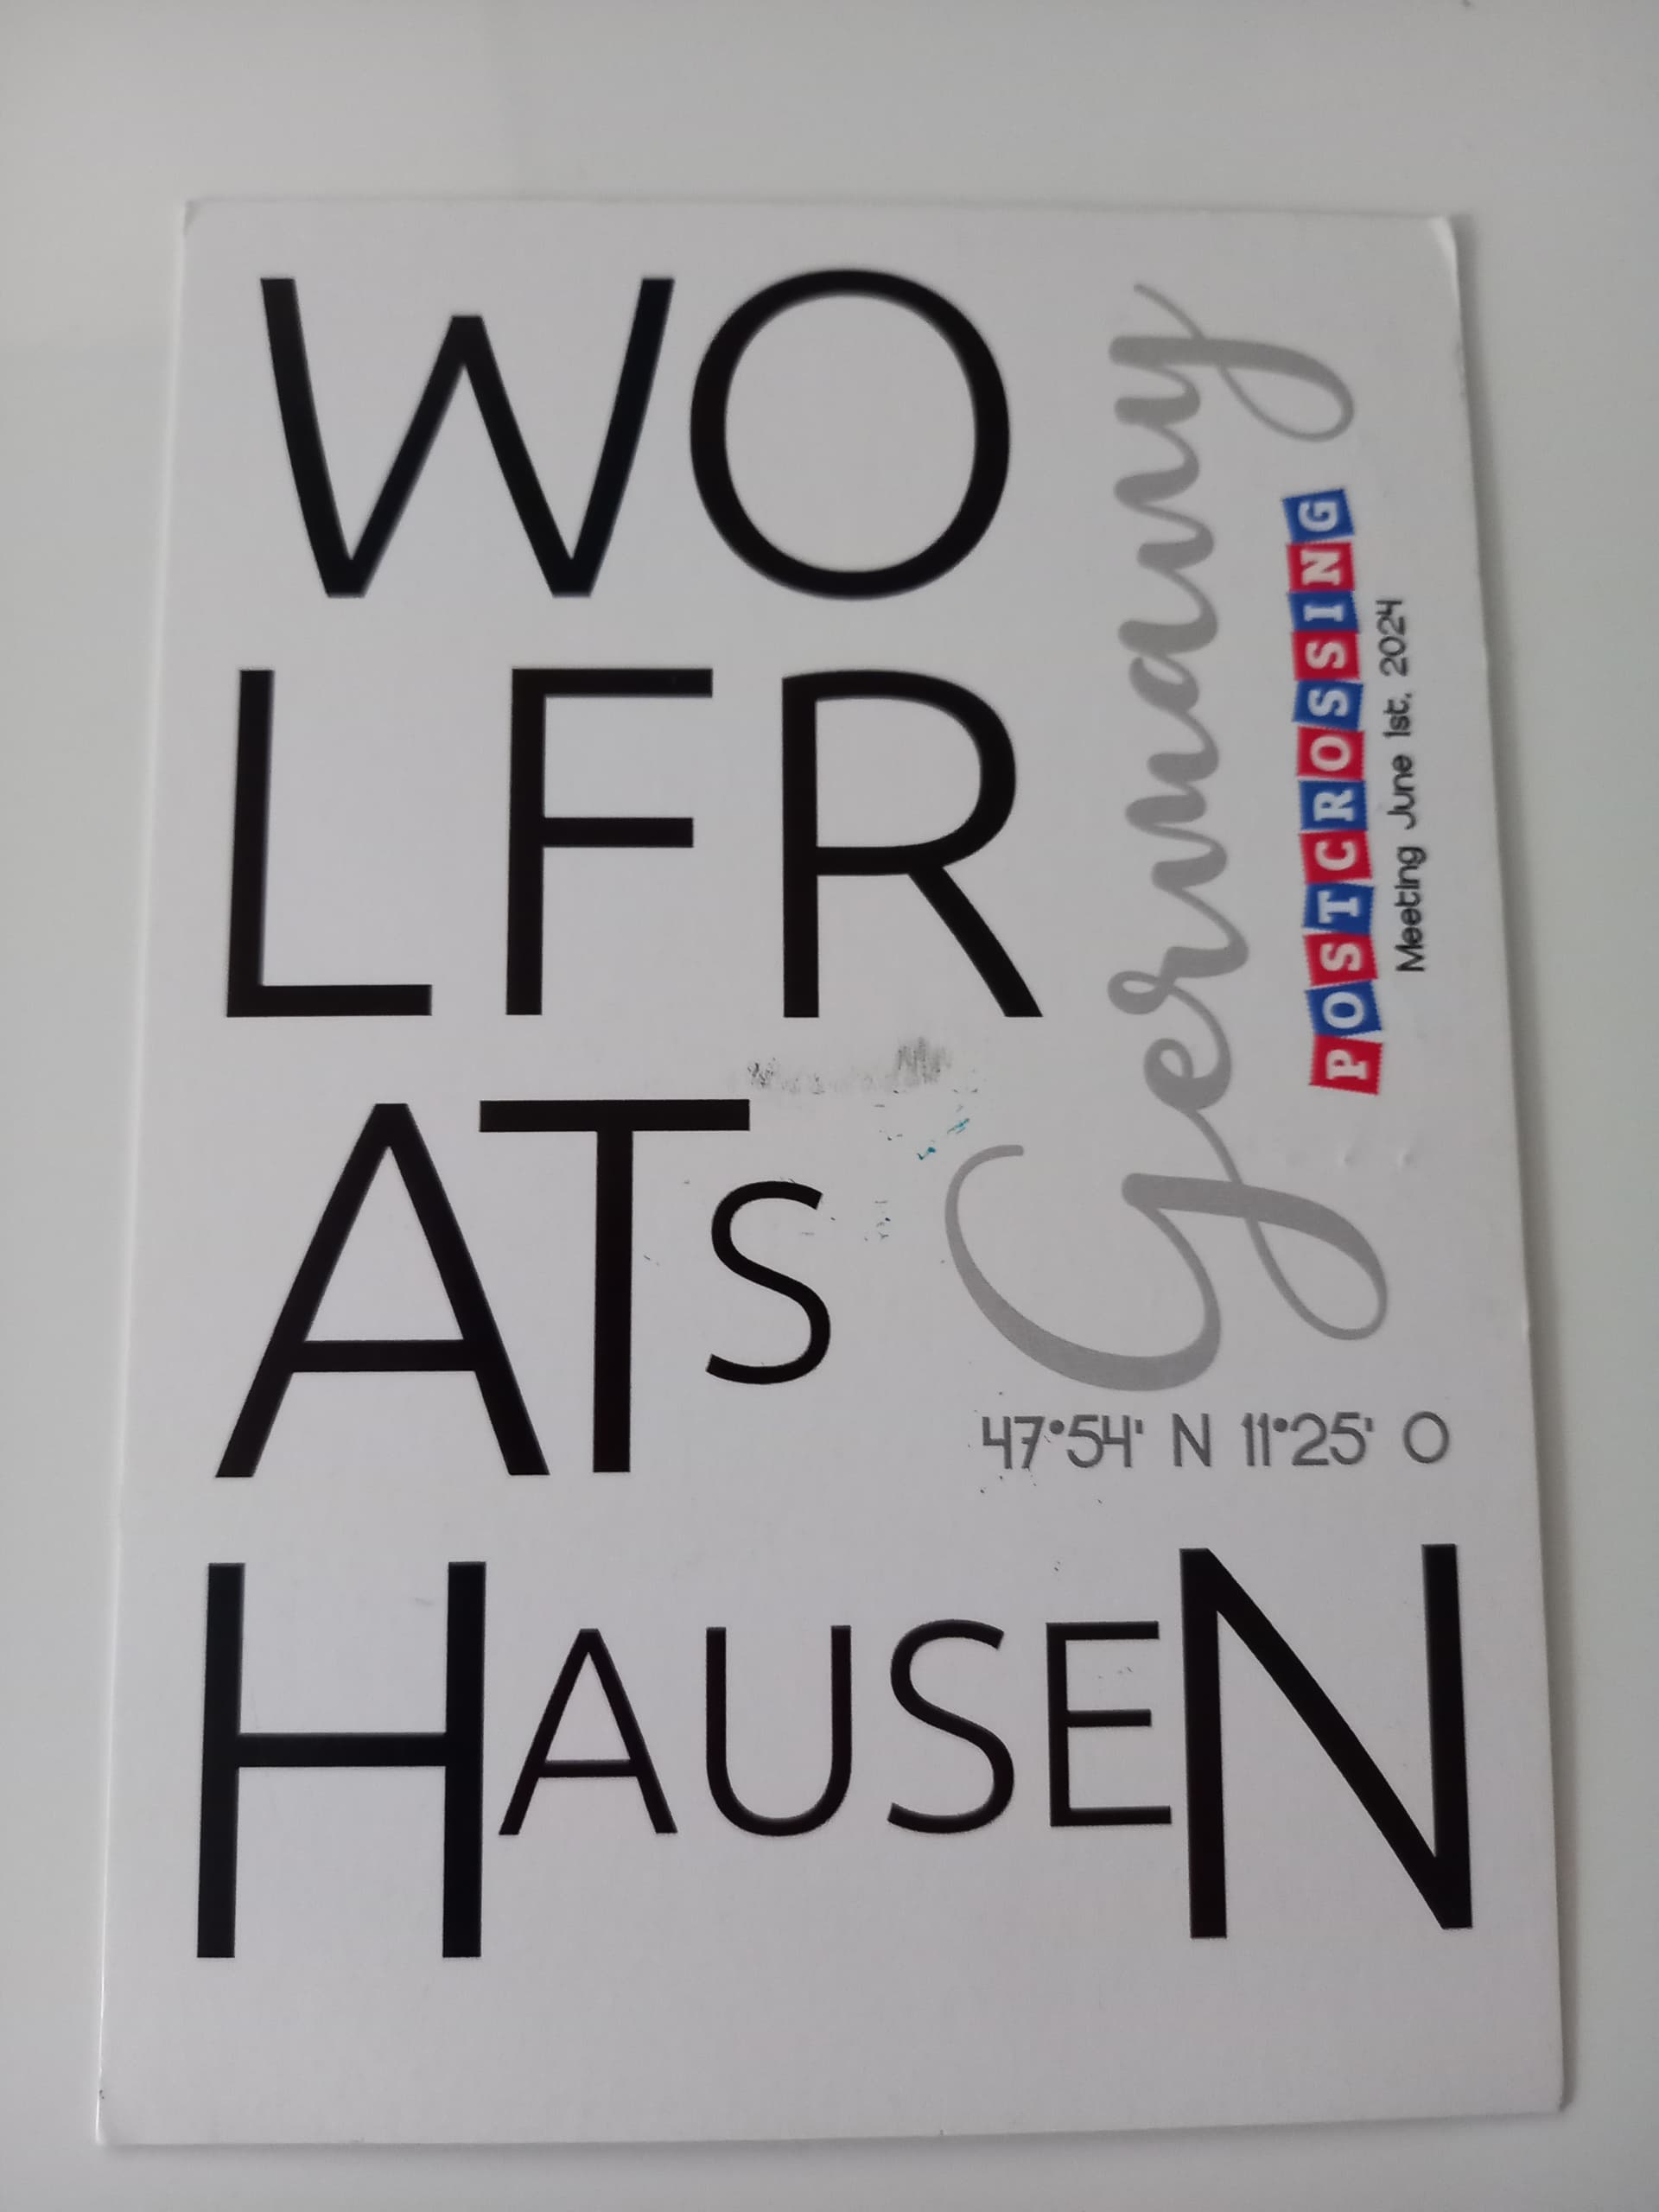 WO
LFR
ATS
HAUSEN
Germany
POSTCROSSING
Meeting June 1st. 2024
47°54' N 11°25' O